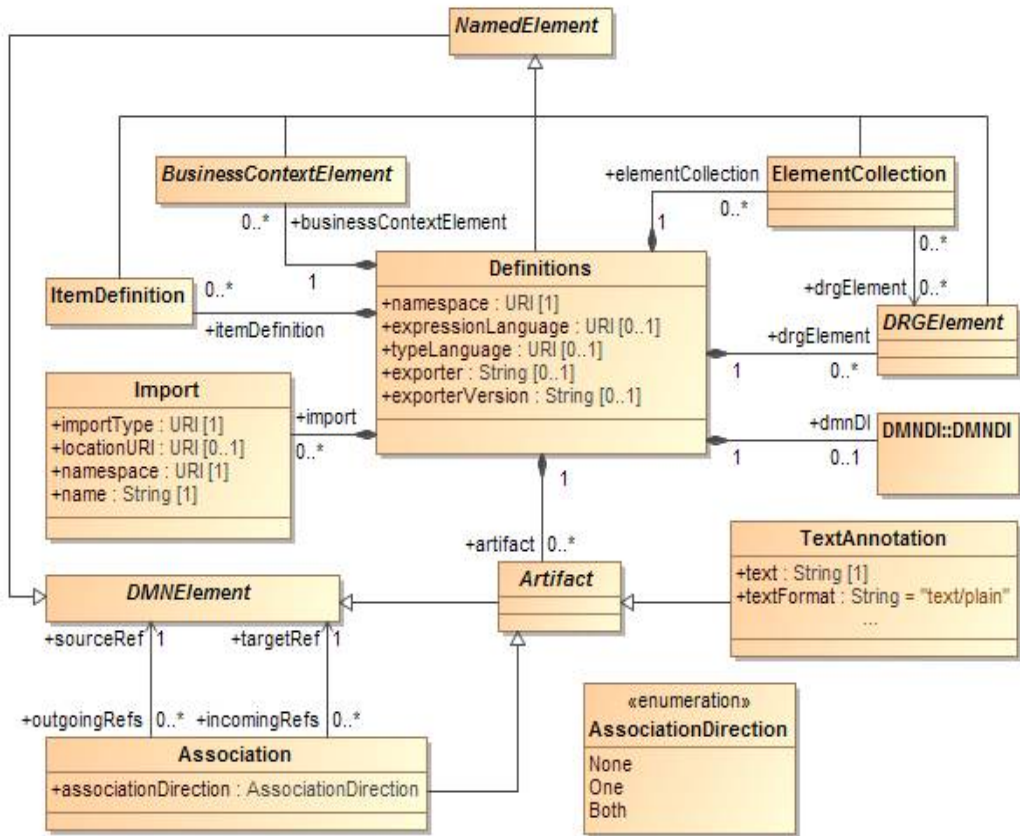 NamedElement
BusinessContextElement
+elementCollection
ElementCollection
0..*
+businessContextElement
1
0..*
0..*
1
Definitions
+namespace : URI [1]
+expressionLanguage : URI [0..1]
+typeLanguage : URI [0..1]
+exporter : String [0..1]
+exporterVersion : String [0..1]
ItemDefinition
0..*
+itemDefinition
+drgElement
0..*
DRGElement
+drgElement
1
0..*
Import
+importType : URI [1]
+locationURI : URI [0..1]
+namespace : URI [1]
+name : String [1]
+import
0..*
+dmnDI
1
0..1
DMNDI::DMNDI
1
+artifact
0..*
TextAnnotation
+text : String [1]
+textFormat : String = "text/plain"
...
DMNElement
Artifact
+sourceRef
1
+targetRef
1
+outgoingRefs
0..*
+incomingRefs
0..*
Association
+associationDirection : AssociationDirection
«enumeration»
AssociationDirection
None
One
Both